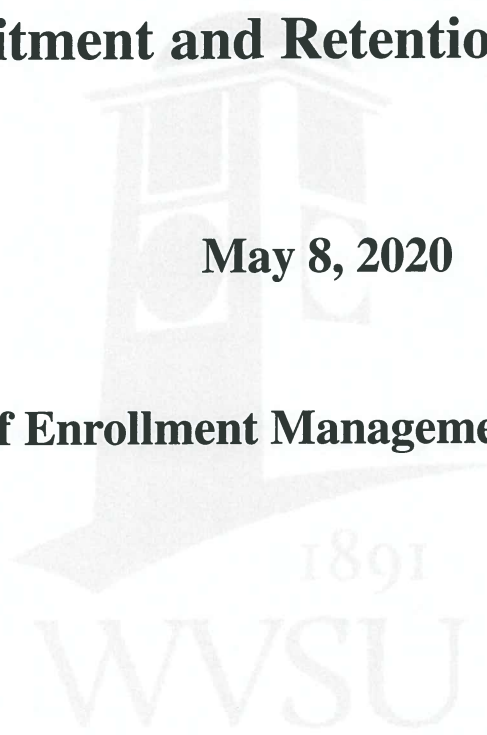 itment and Retentio
May 8, 2020
f Enrollment Manageme
1891
WVSU